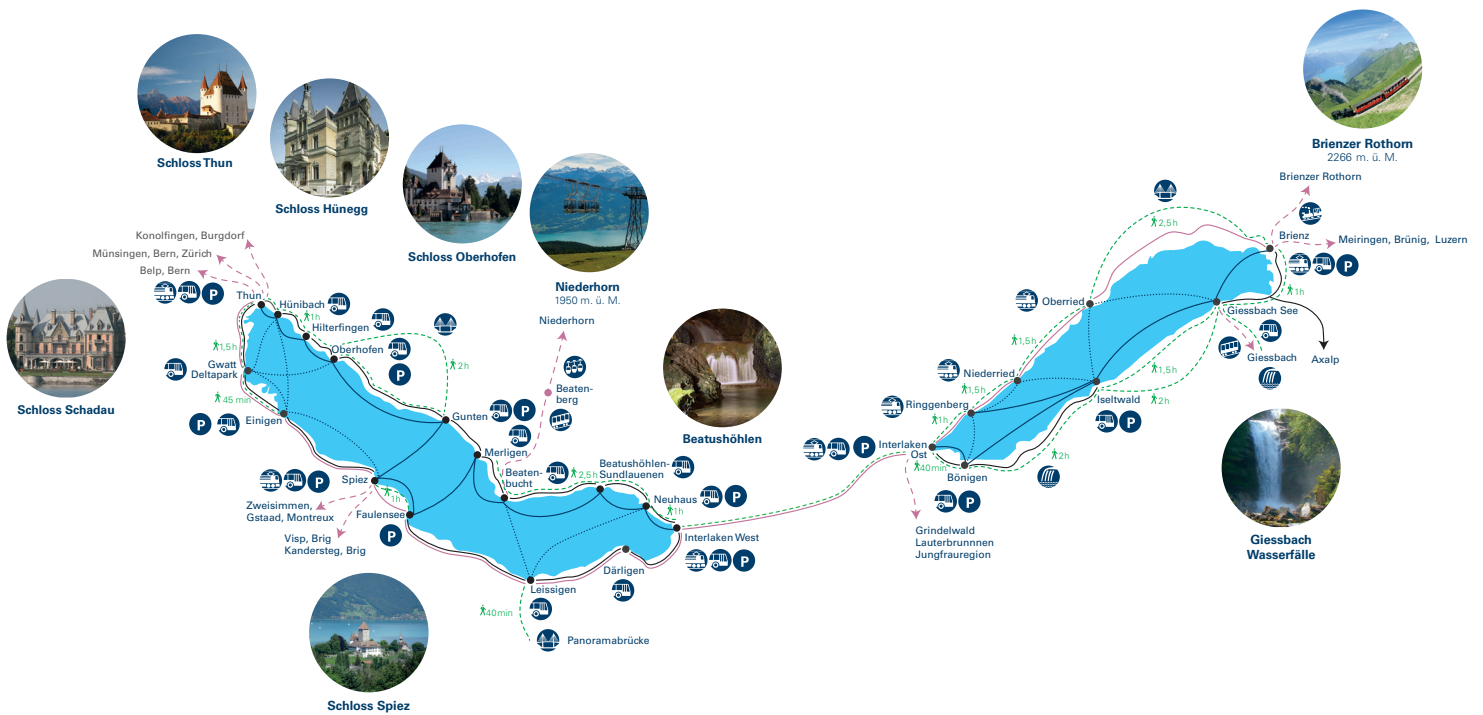 Schloss Thun
Schloss Hünegg
Schloss Oberhofen
Niederhorn
1950 m. ü. M.
Brienzer Rothorn
2266 m. ü. M.
Brienzer Rothorn
Brienz
Meiringen, Brünig, Luzern
P
2,5 h
1h
Konolfingen, Burgdorf
Münsingen, Bern, Zürich
Belp, Bern
P
Thun
Hünibach
1h
Hilterfingen
Oberhofen
P
2h
Niederhorn
Beaten-
berg
Schloss Schadau
1,5h
Gwatt
Deltapark
45 min
P
Einigen
Gunten
P
Merligen
Beaten-
bucht
2,5 h
Beatushöhlen-
Sundlauenen
Neuhaus
P
1h
Interlaken West
P
Beatushöhlen
P
Spiez
1h
Zweisimmen,
Gstaad, Montreux
Visp, Brig
Kandersteg, Brig
Faulensee
P
Leissigen
Därligen
40min
Panoramabrücke
Schloss Spiez
Oberried
1,5h
Niederried
1,5h
Ringgenberg
1h
P
Interlaken
Ost
40min
Bönigen
P
2h
Grindelwald
Lauterbrunnnen
Jungfrauregion
Iseltwald
P
1,5h
2h
Giessbach See
Giessbach
Axalp
Giessbach
Wasserfälle